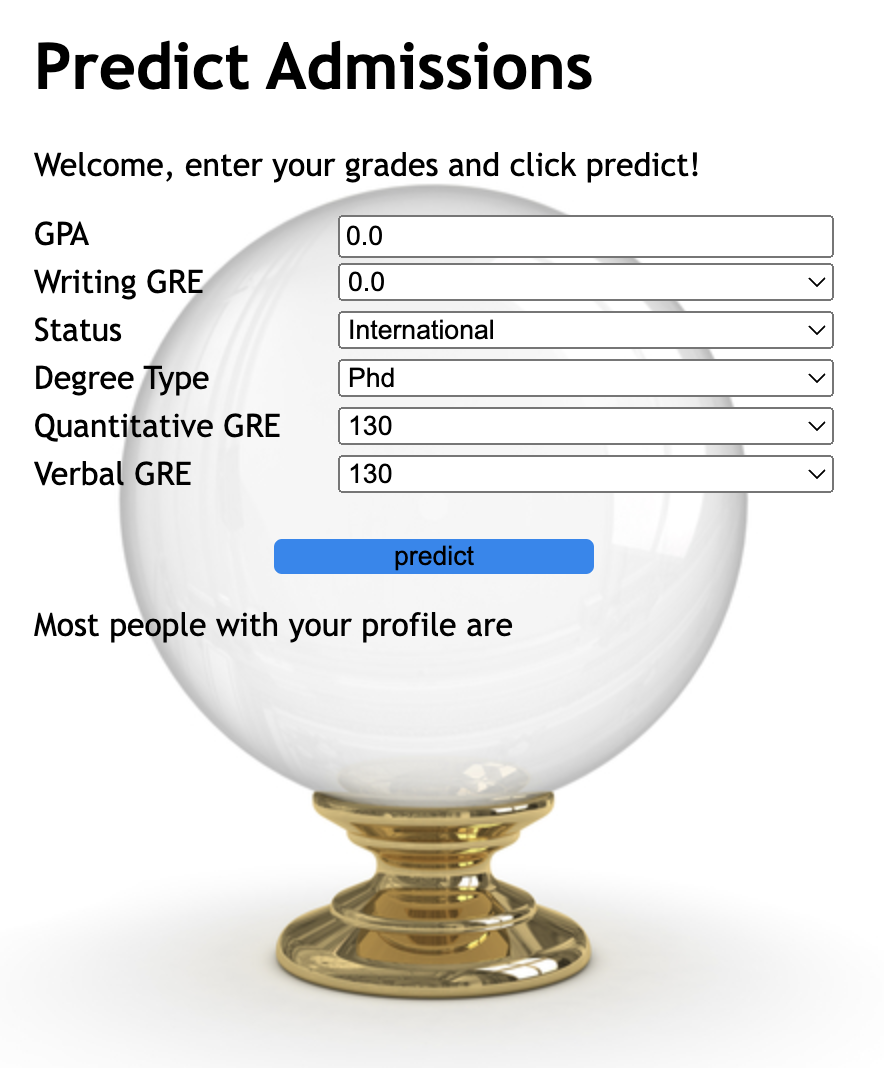 Predict Admissions
Welcome, enter your grades and click predict!
GPA 0.0
Writing GRE 0.0
Status International
Degree Type Phd
Quantitative GRE 130
Verbal GRE 130
predict
Most people with your profile are